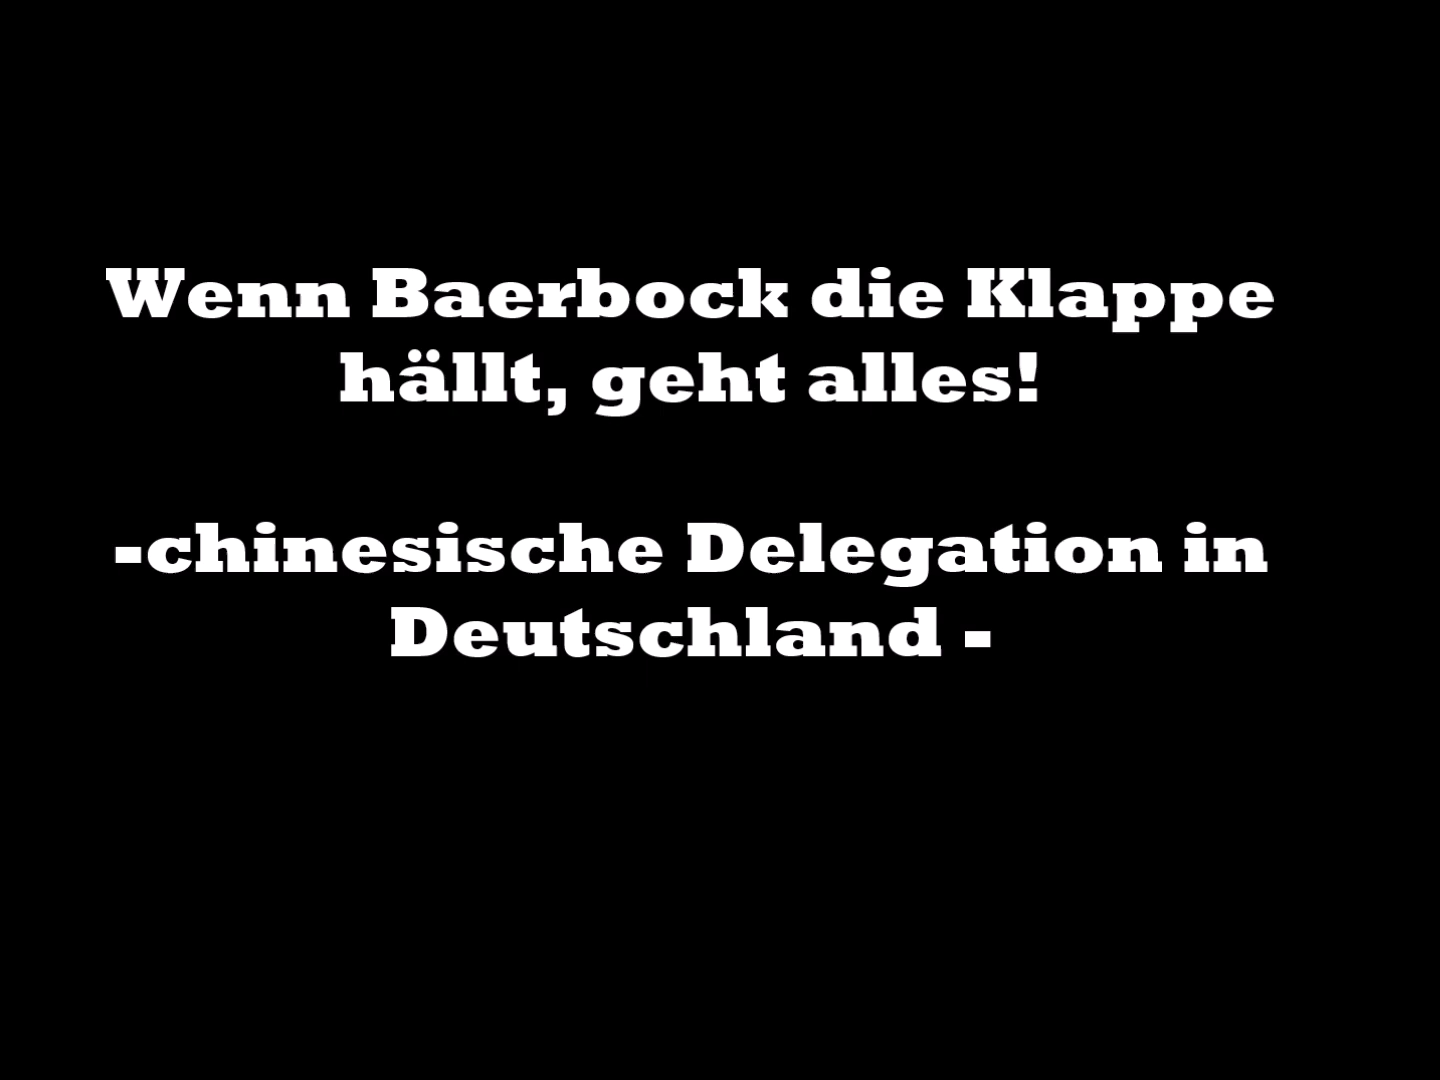 Wenn Baerbock die Klappe
hällt, geht alles!
-chinesische Delegation in
Deutschland -